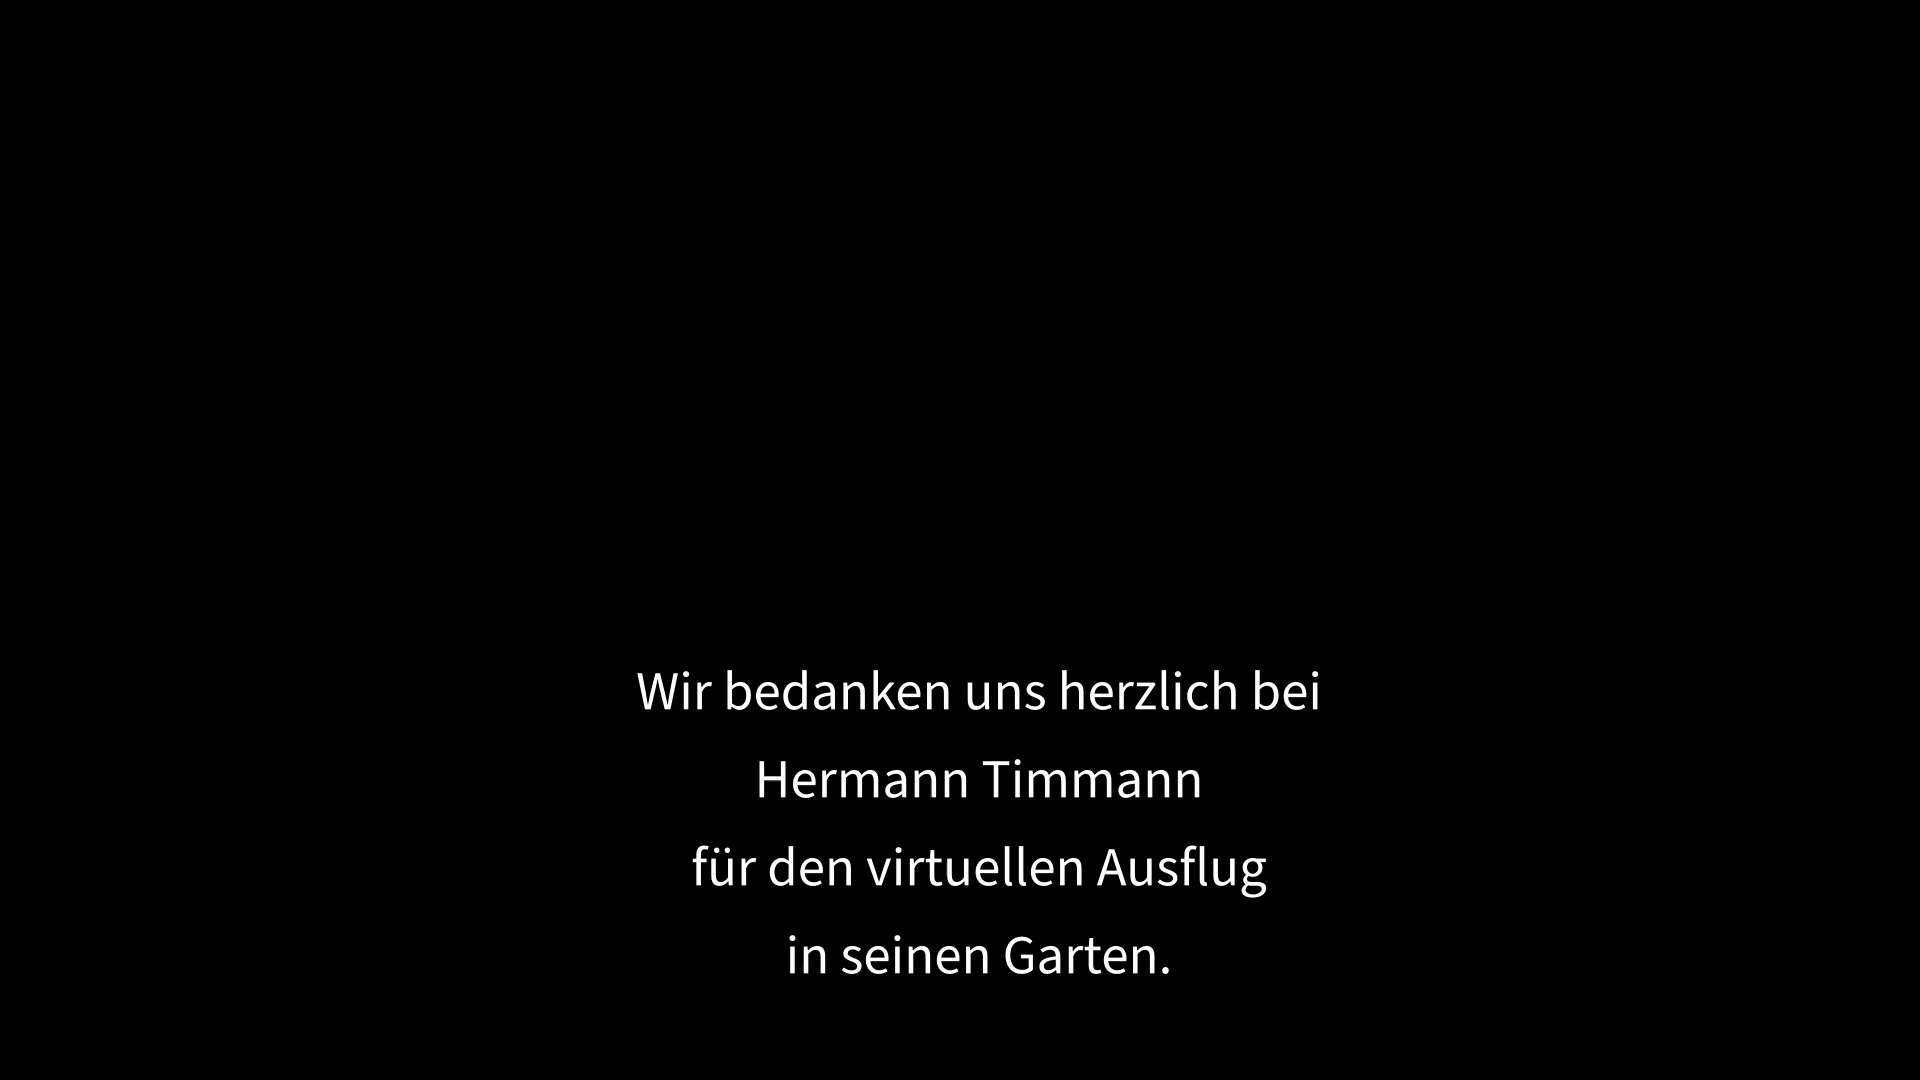 Wir bedanken uns herzlich bei
Hermann Timmann
für den virtuellen Ausflug
in seinen Garten.